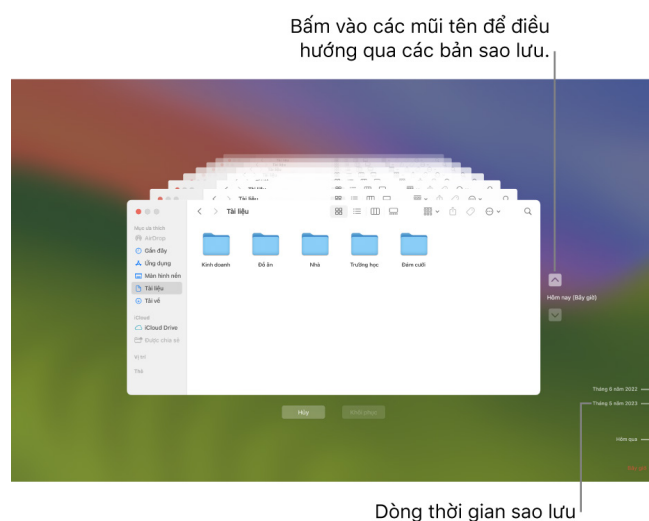 Bấm vào các mũi tên để điều
hướng qua các bản sao lưu.
Tài liệu
Mục ưa thích
AirDrop
Gần đây
Ứng dụng
Màn hình nền
Tài liệu
Tải về
iCloud
iCloud Drive
Được chia sẻ
Vị trí
Thẻ
Kinh doanh
Đồ ăn
Nhà
Trường học
Đám cưới
Hôm nay (Bây giờ)
Hủy
Khôi phục
Tháng 6 năm 2022
Tháng 5 năm 2023
Hôm qua
Bây giờ
Dòng thời gian sao lưu